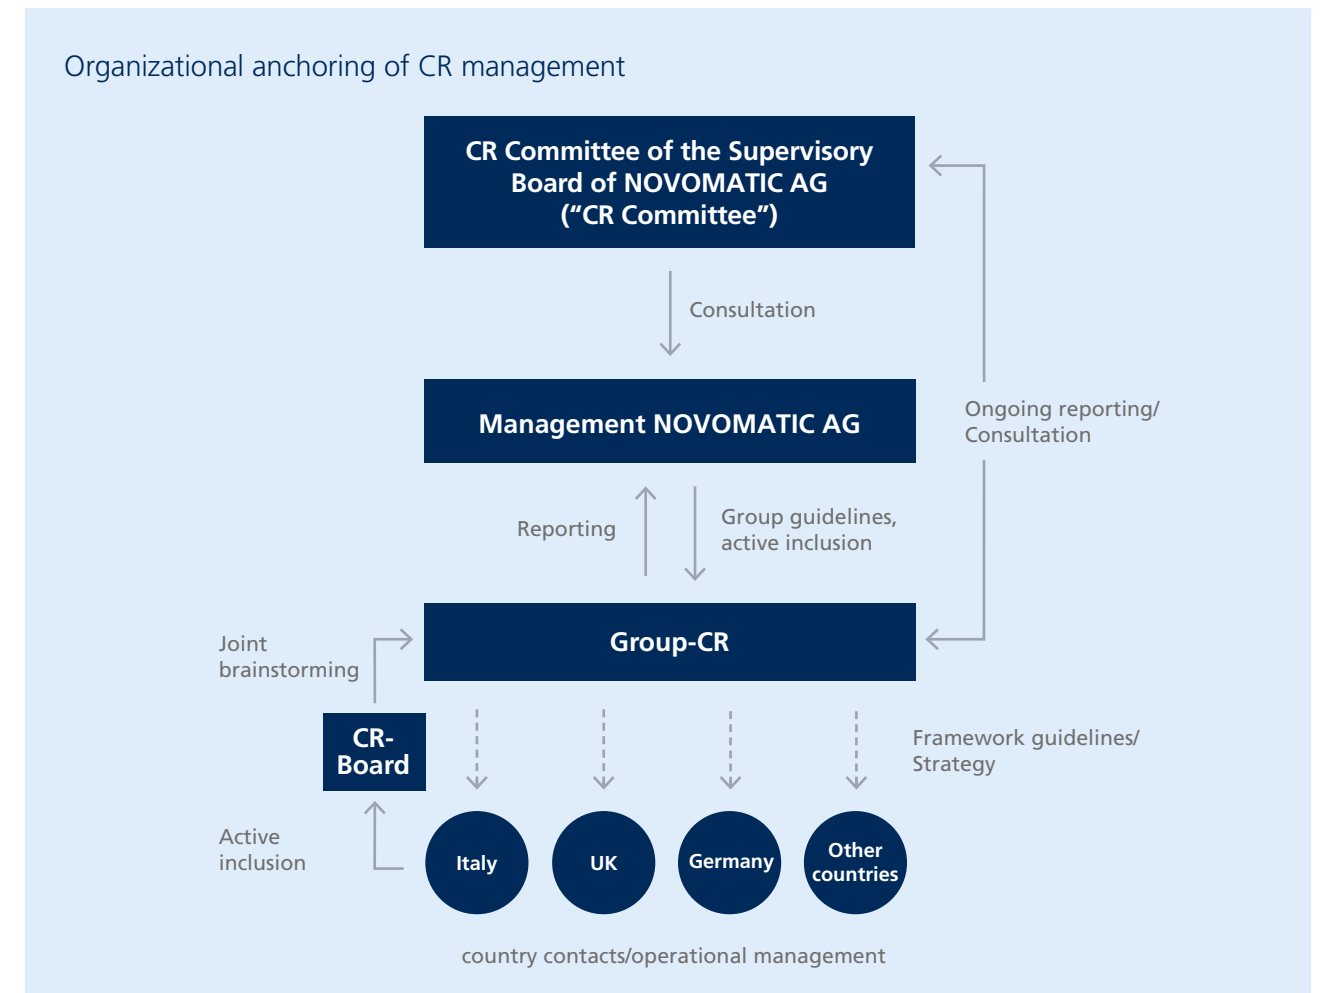 Organizational anchoring of CR management
CR Committee of the Supervisory
Board of NOVOMATIC AG
(“CR Committee”)
Consultation
Management NOVOMATIC AG
Ongoing reporting/
Consultation
Reporting
Group guidelines,
active inclusion
Group-CR
Joint
brainstorming
CR-
Board
Framework guidelines/
Strategy
Active
inclusion
Italy
UK
Germany
Other
countries
country contacts/operational management